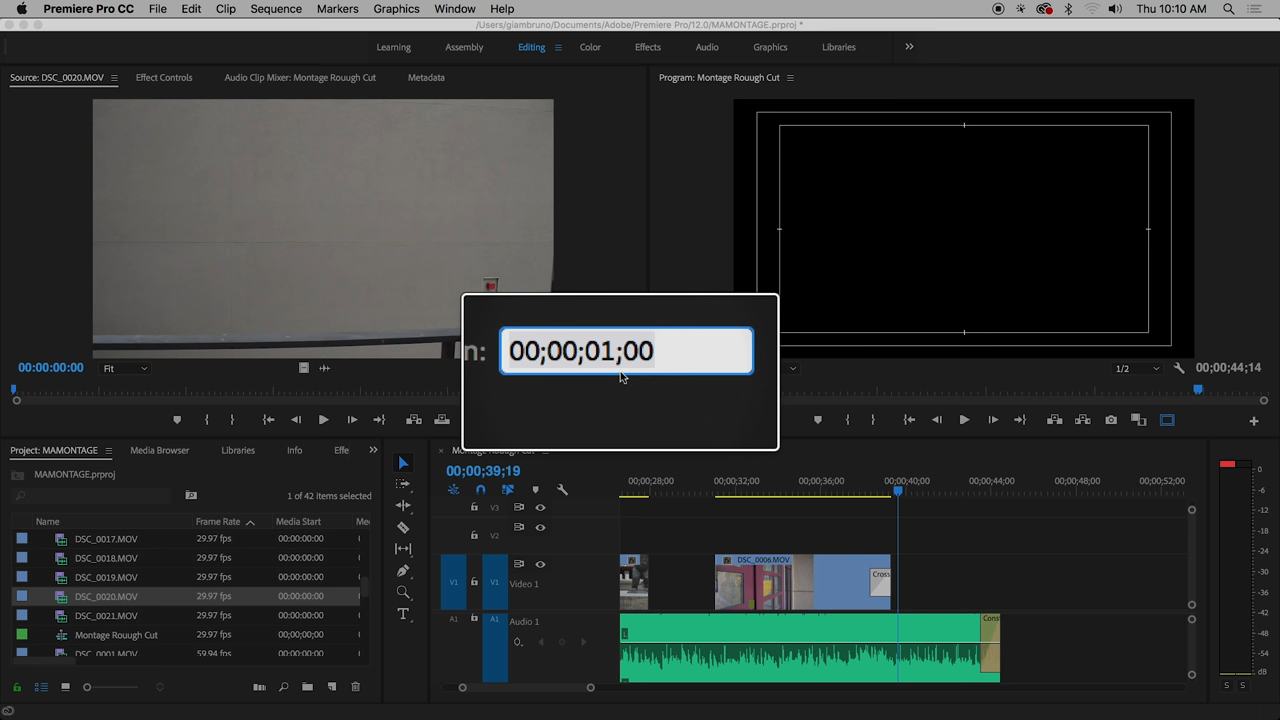 Premiere Pro CC File Edit Clip Sequence Markers Graphics Window Help Thu 10:10 AM
/Users/giambruno/Documents/Adobe/Premiere Pro/12.0/MAMONTAGE.prproj *
Learning Assembly Editing Color Effects Audio Graphics Libraries
Source: DSC_0020.MOV Effect Controls Audio Clip Mixer: Montage Rouugh Cut Metadata
Program: Montage Rouugh Cut
n: 00;00;01;00
00:00:00:00 Fit
1/2 00;00;44;14
Project: MAMONTAGE Media Browser Libraries Info Effe
MAMONTAGE.prproj
1 of 42 items selected
Name Frame Rate Media Start Me
DSC_0017.MOV 29.97 fps 00:00:00:00
DSC_0018.MOV 29.97 fps 00:00:00:00
DSC_0019.MOV 29.97 fps 00:00:00:00
DSC_0020.MOV 29.97 fps 00:00:00:00
DSC_0021.MOV 29.97 fps 00:00:00:00
Montage Rouugh Cut 29.97 fps 00;00;00;00
DSC_0001.MOV 59.94 fps 00:00:00:00
Montage Rouugh Cut
00;00;39;19
00;00;28;00 00;00;32;00 00;00;36;00 00;00;40;00 00;00;44;00 00;00;48;00 00;00;52;00
V3
V2
V1 V1 Video 1
DSC_0006.MOV
Cross
A1 A1 Audio 1
Cons
0
-6
-12
-18
-24
-30
-36
-42
-48
-54
dB
S S